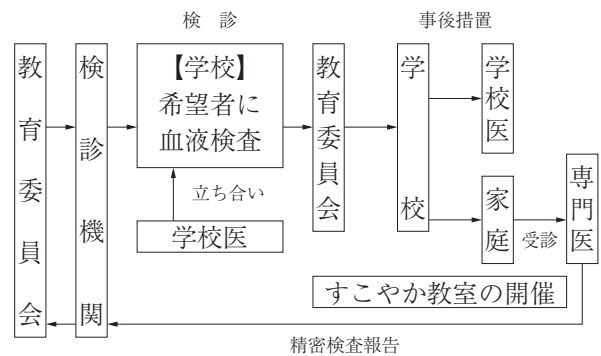 検　診
事後措置
教育委員会
検診機関
【学校】
希望者に
血液検査
教育委員会
学校
学校医
立ち合い
学校医
家庭
受診
専門医
すこやか教室の開催
精密検査報告